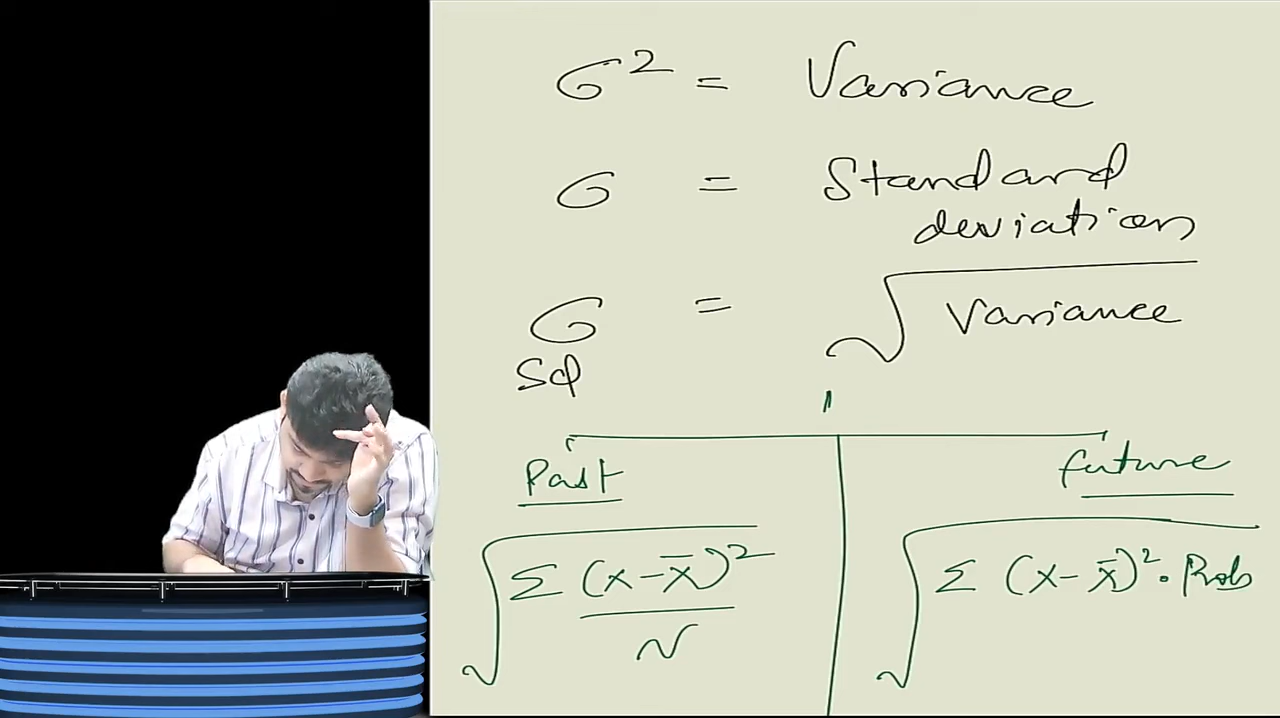 σ² = Variance
σ = Standard
deviation
σ = √Variance
SD
Past
future
√Σ(x-x̄)²/N
√Σ (x-x̄)².Prob